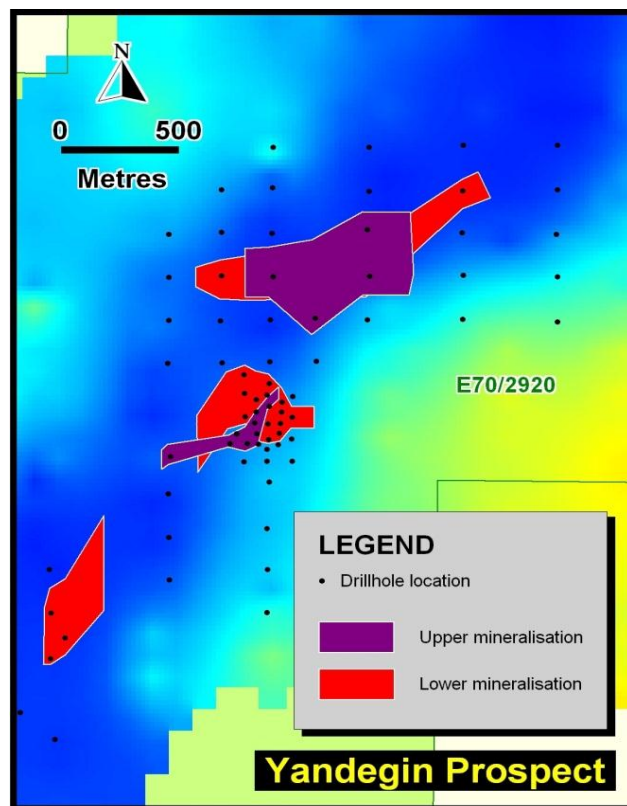 N
0 500
Metres
E70/2920
LEGEND
Drillhole location
Upper mineralisation
Lower mineralisation
Yandegin Prospect